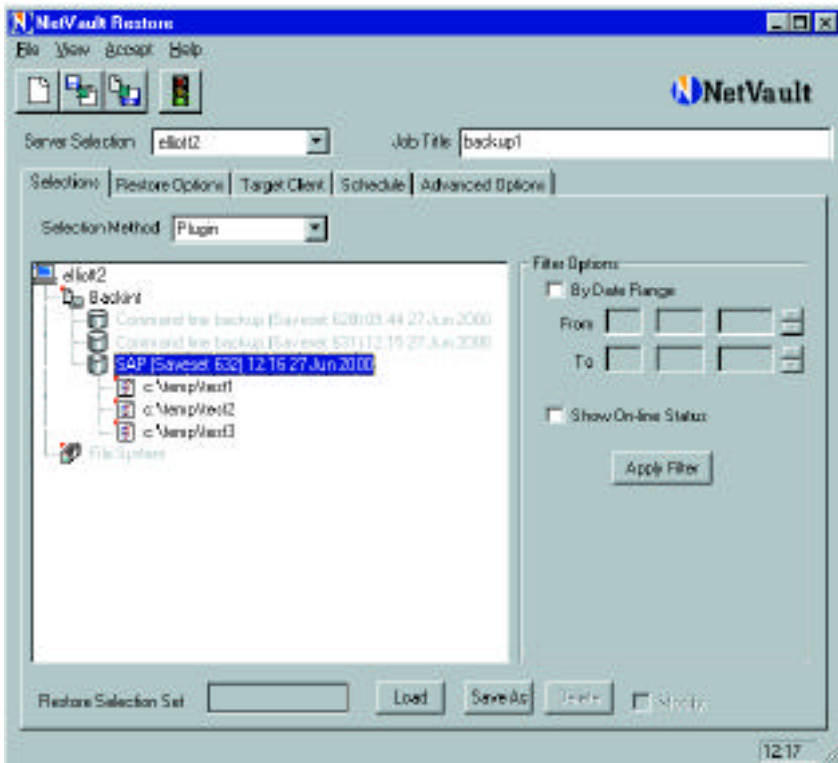 NetVault Restore
File View Accept Help
NetVault
Server Selection elliott2 Job Title backup1
Selections Restore Options Target Client Schedule Advanced Options
Selection Method Plugin
elliott2
Backint
Command line backup (Saveset 628) 09:44 27 Jun 2000
Command line backup (Saveset 631) 12:15 27 Jun 2000
SAP (Saveset 632) 12:16 27 Jun 2000
c:\temp\test1
c:\temp\test2
c:\temp\test3
File System
Filter Options
By Date Range
From
To
Show On-line Status
Apply Filter
Restore Selection Set Load Save As Delete
12:17